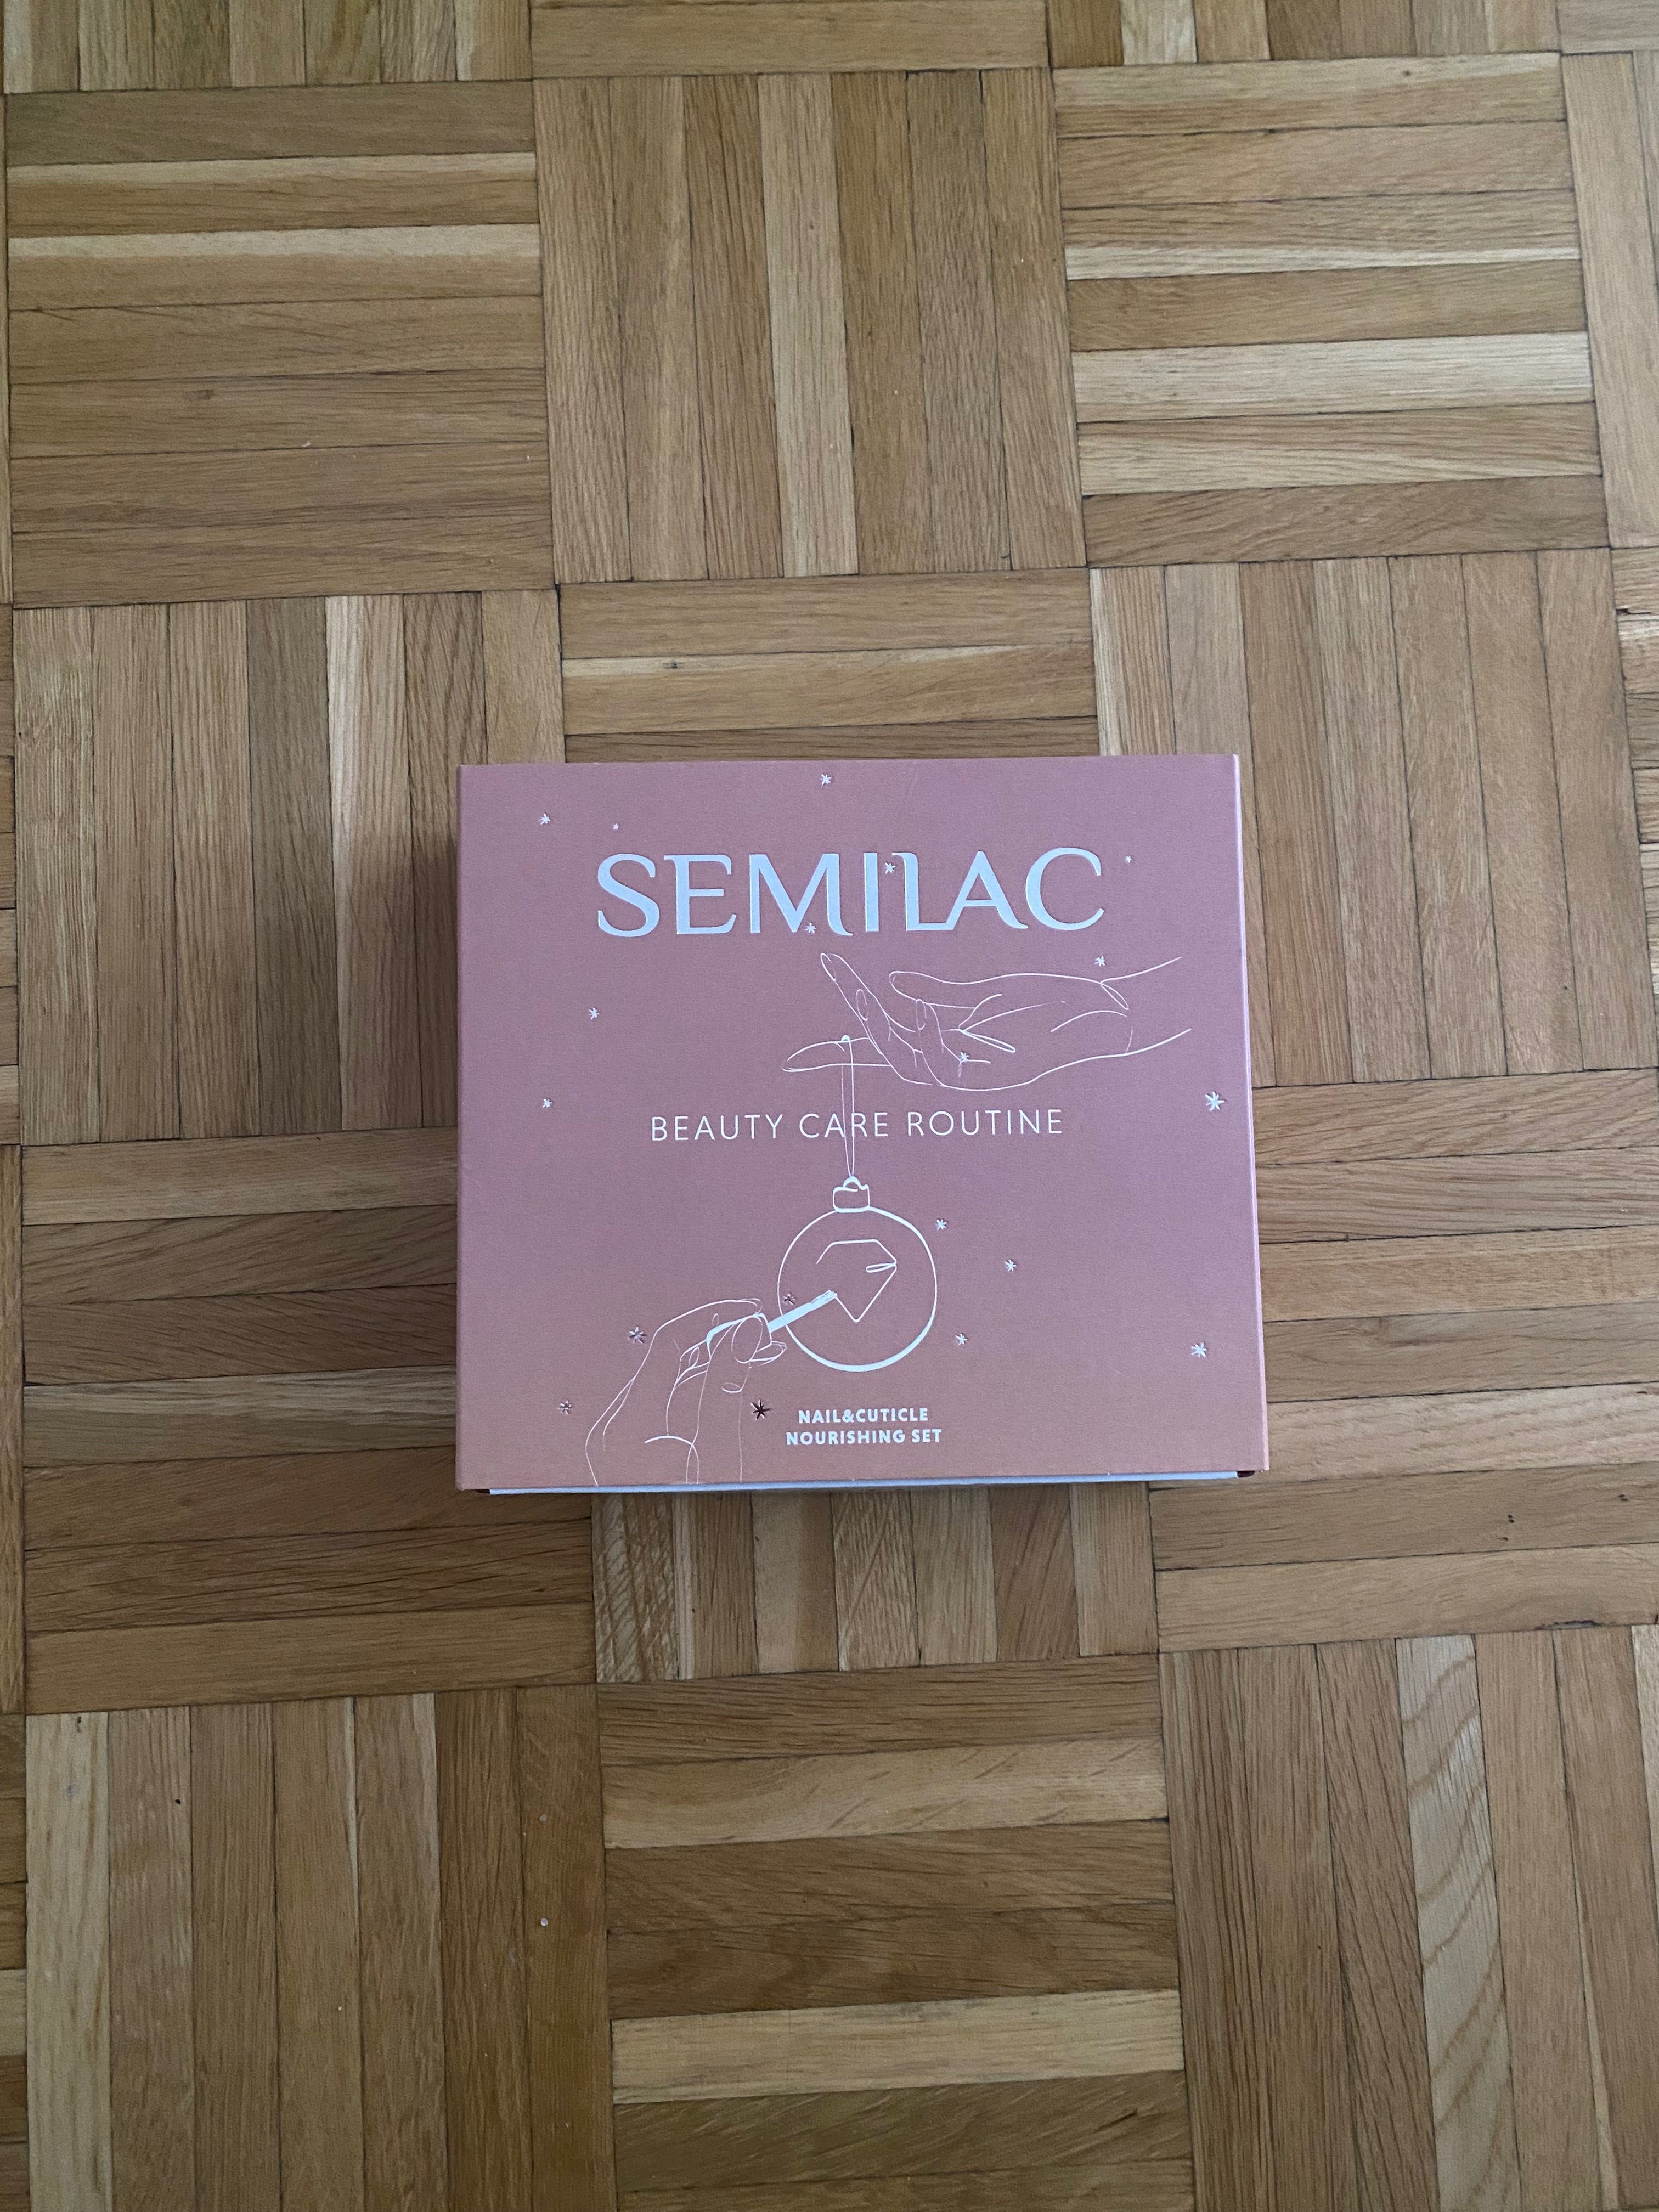 SEMILAC
BEAUTY CARE ROUTINE
NAIL&CUTICLE
NOURISHING SET